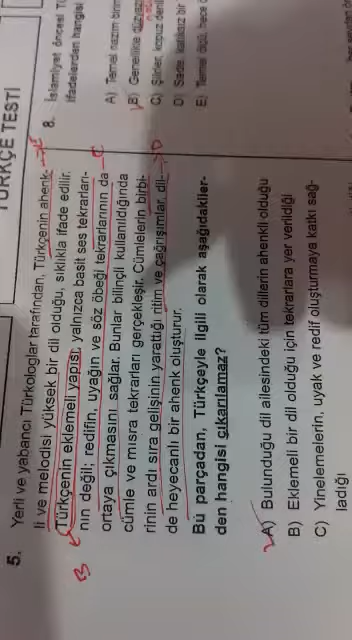 TÜRKÇE TESTİ
5. Yerli ve yabancı Türkologlar tarafından, Türkçenin ahenk-
li ve melodisi yüksek bir dil olduğu, sıklıkla ifade edilir.
Türkçenin eklemeli yapısı; yalnızca basit ses tekrarları-
nın değil; redifin, uyağın ve söz öbeği tekrarlarının da
ortaya çıkmasını sağlar. Bunlar bilinçli kullanıldığında
cümle ve mısra tekrarları gerçekleşir. Cümlelerin birbi-
rinin ardı sıra gelişinin yarattığı ritim ve çağrışımlar, dil-
de heyecanlı bir ahenk oluşturur.
Bu parçadan, Türkçeyle ilgili olarak aşağıdakiler-
den hangisi çıkarılamaz?
A) Bulunduğu dil ailesindeki tüm dillerin ahenkli olduğu
B) Eklemeli bir dil olduğu için tekrarlara yer verildiği
C) Yinelemelerin, uyak ve redif oluşturmaya katkı sağ-
ladığı
B
E
C
D
8. İslamiyet öncesi
ifadelerden hangisi
A) Temel nazım birim
B) Genellikle
C) Şiirler, kopuz
D) Sade, katıksız bir
E) Temel ölçü, hece